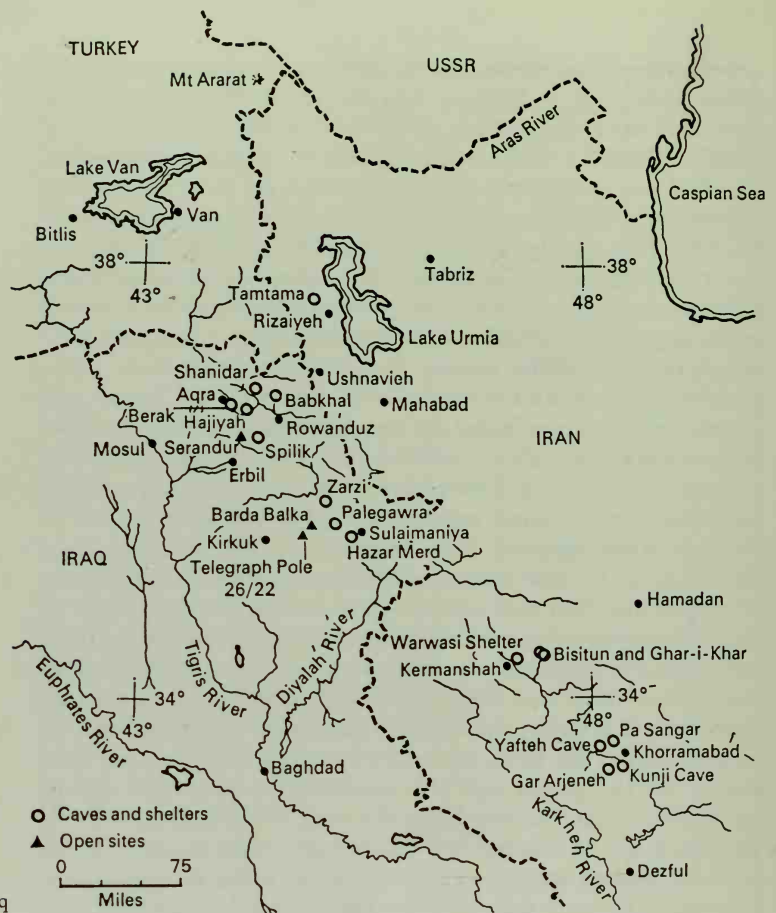 TURKEY
USSR
Mt Ararat
Aras River
Lake Van
Van
Bitlis
Caspian Sea
38°
43°
38°
48°
Tabriz
Tamtama
Rizaiyeh
Lake Urmia
Shanidar
Ushnavieh
Aqra
Babkhal
Mahabad
Berak
Hajiyah
Rowanduz
IRAN
Mosul
Serandur
Spilik
Erbil
Zarzi
Barda Balka
Palegawra
Sulaimaniya
Kirkuk
Hazar Merd
IRAQ
Telegraph Pole
26/22
Hamadan
Diyalah River
Warwasi Shelter
Bisitun and Ghar-i-Khar
Kermanshah
Euphrates River
Tigris River
34°
43°
34°
48°
Pa Sangar
Yafteh Cave
Khorramabad
Gar Arjeneh
Kunji Cave
Baghdad
Karkheh River
Caves and shelters
Open sites
Dezful
0 75
Miles
q